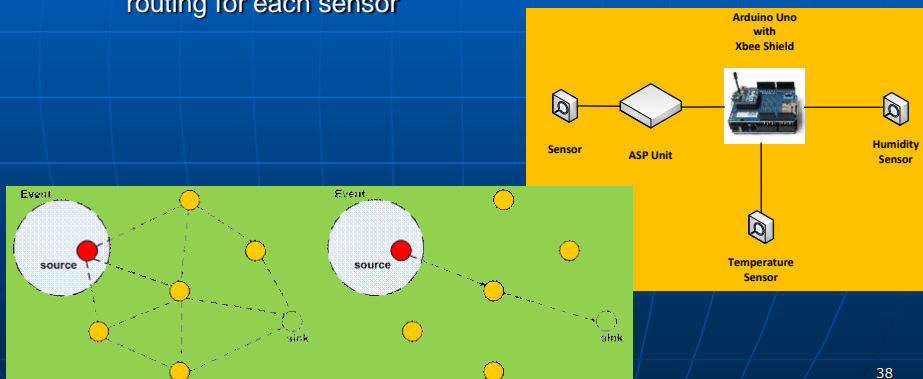 routing for each sensor
Arduino Uno
with
Xbee Shield
Sensor
ASP Unit
Humidity
Sensor
Temperature
Sensor
Event
source
sink
Event
source
sink
38